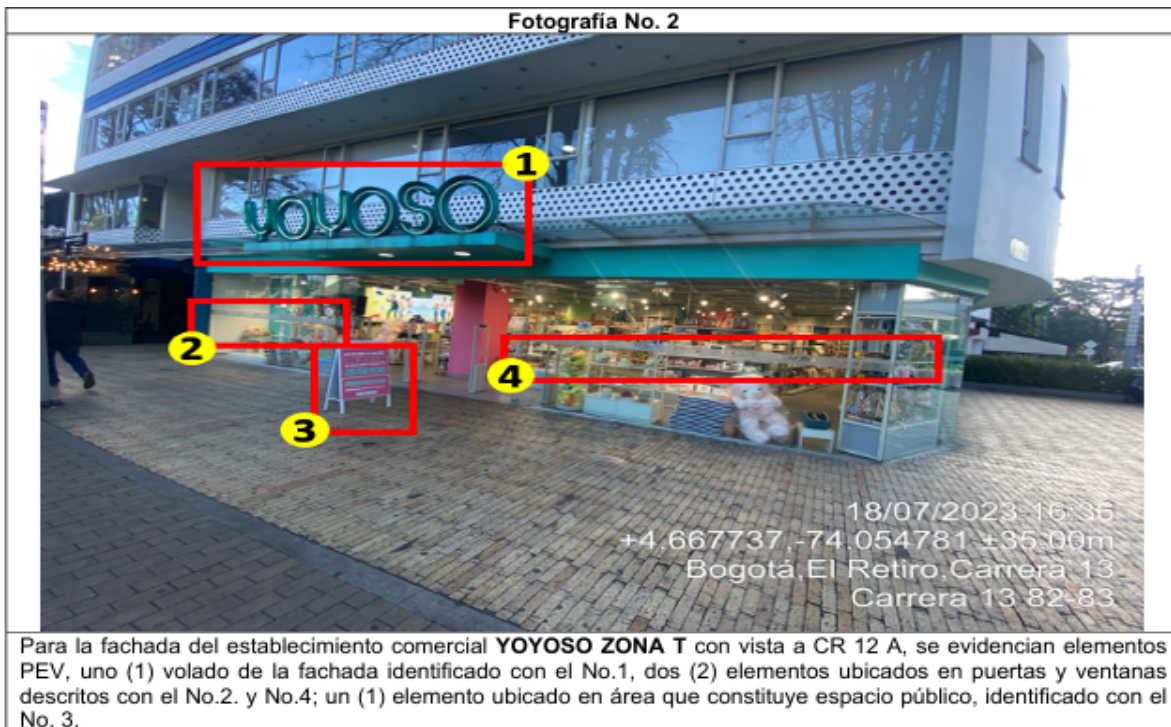 Fotografía No. 2
1
YOYOSO
2
4
3
18/07/2023 16:36
+4.667737,-74.054781 ±35.00m
Bogotá,El Retiro,Carrera 13
Carrera 13 82-83
Para la fachada del establecimiento comercial YOYOSO ZONA T con vista a CR 12 A, se evidencian elementos
PEV, uno (1) volado de la fachada identificado con el No.1, dos (2) elementos ubicados en puertas y ventanas
descritos con el No.2. y No.4; un (1) elemento ubicado en área que constituye espacio público, identificado con el
No. 3.